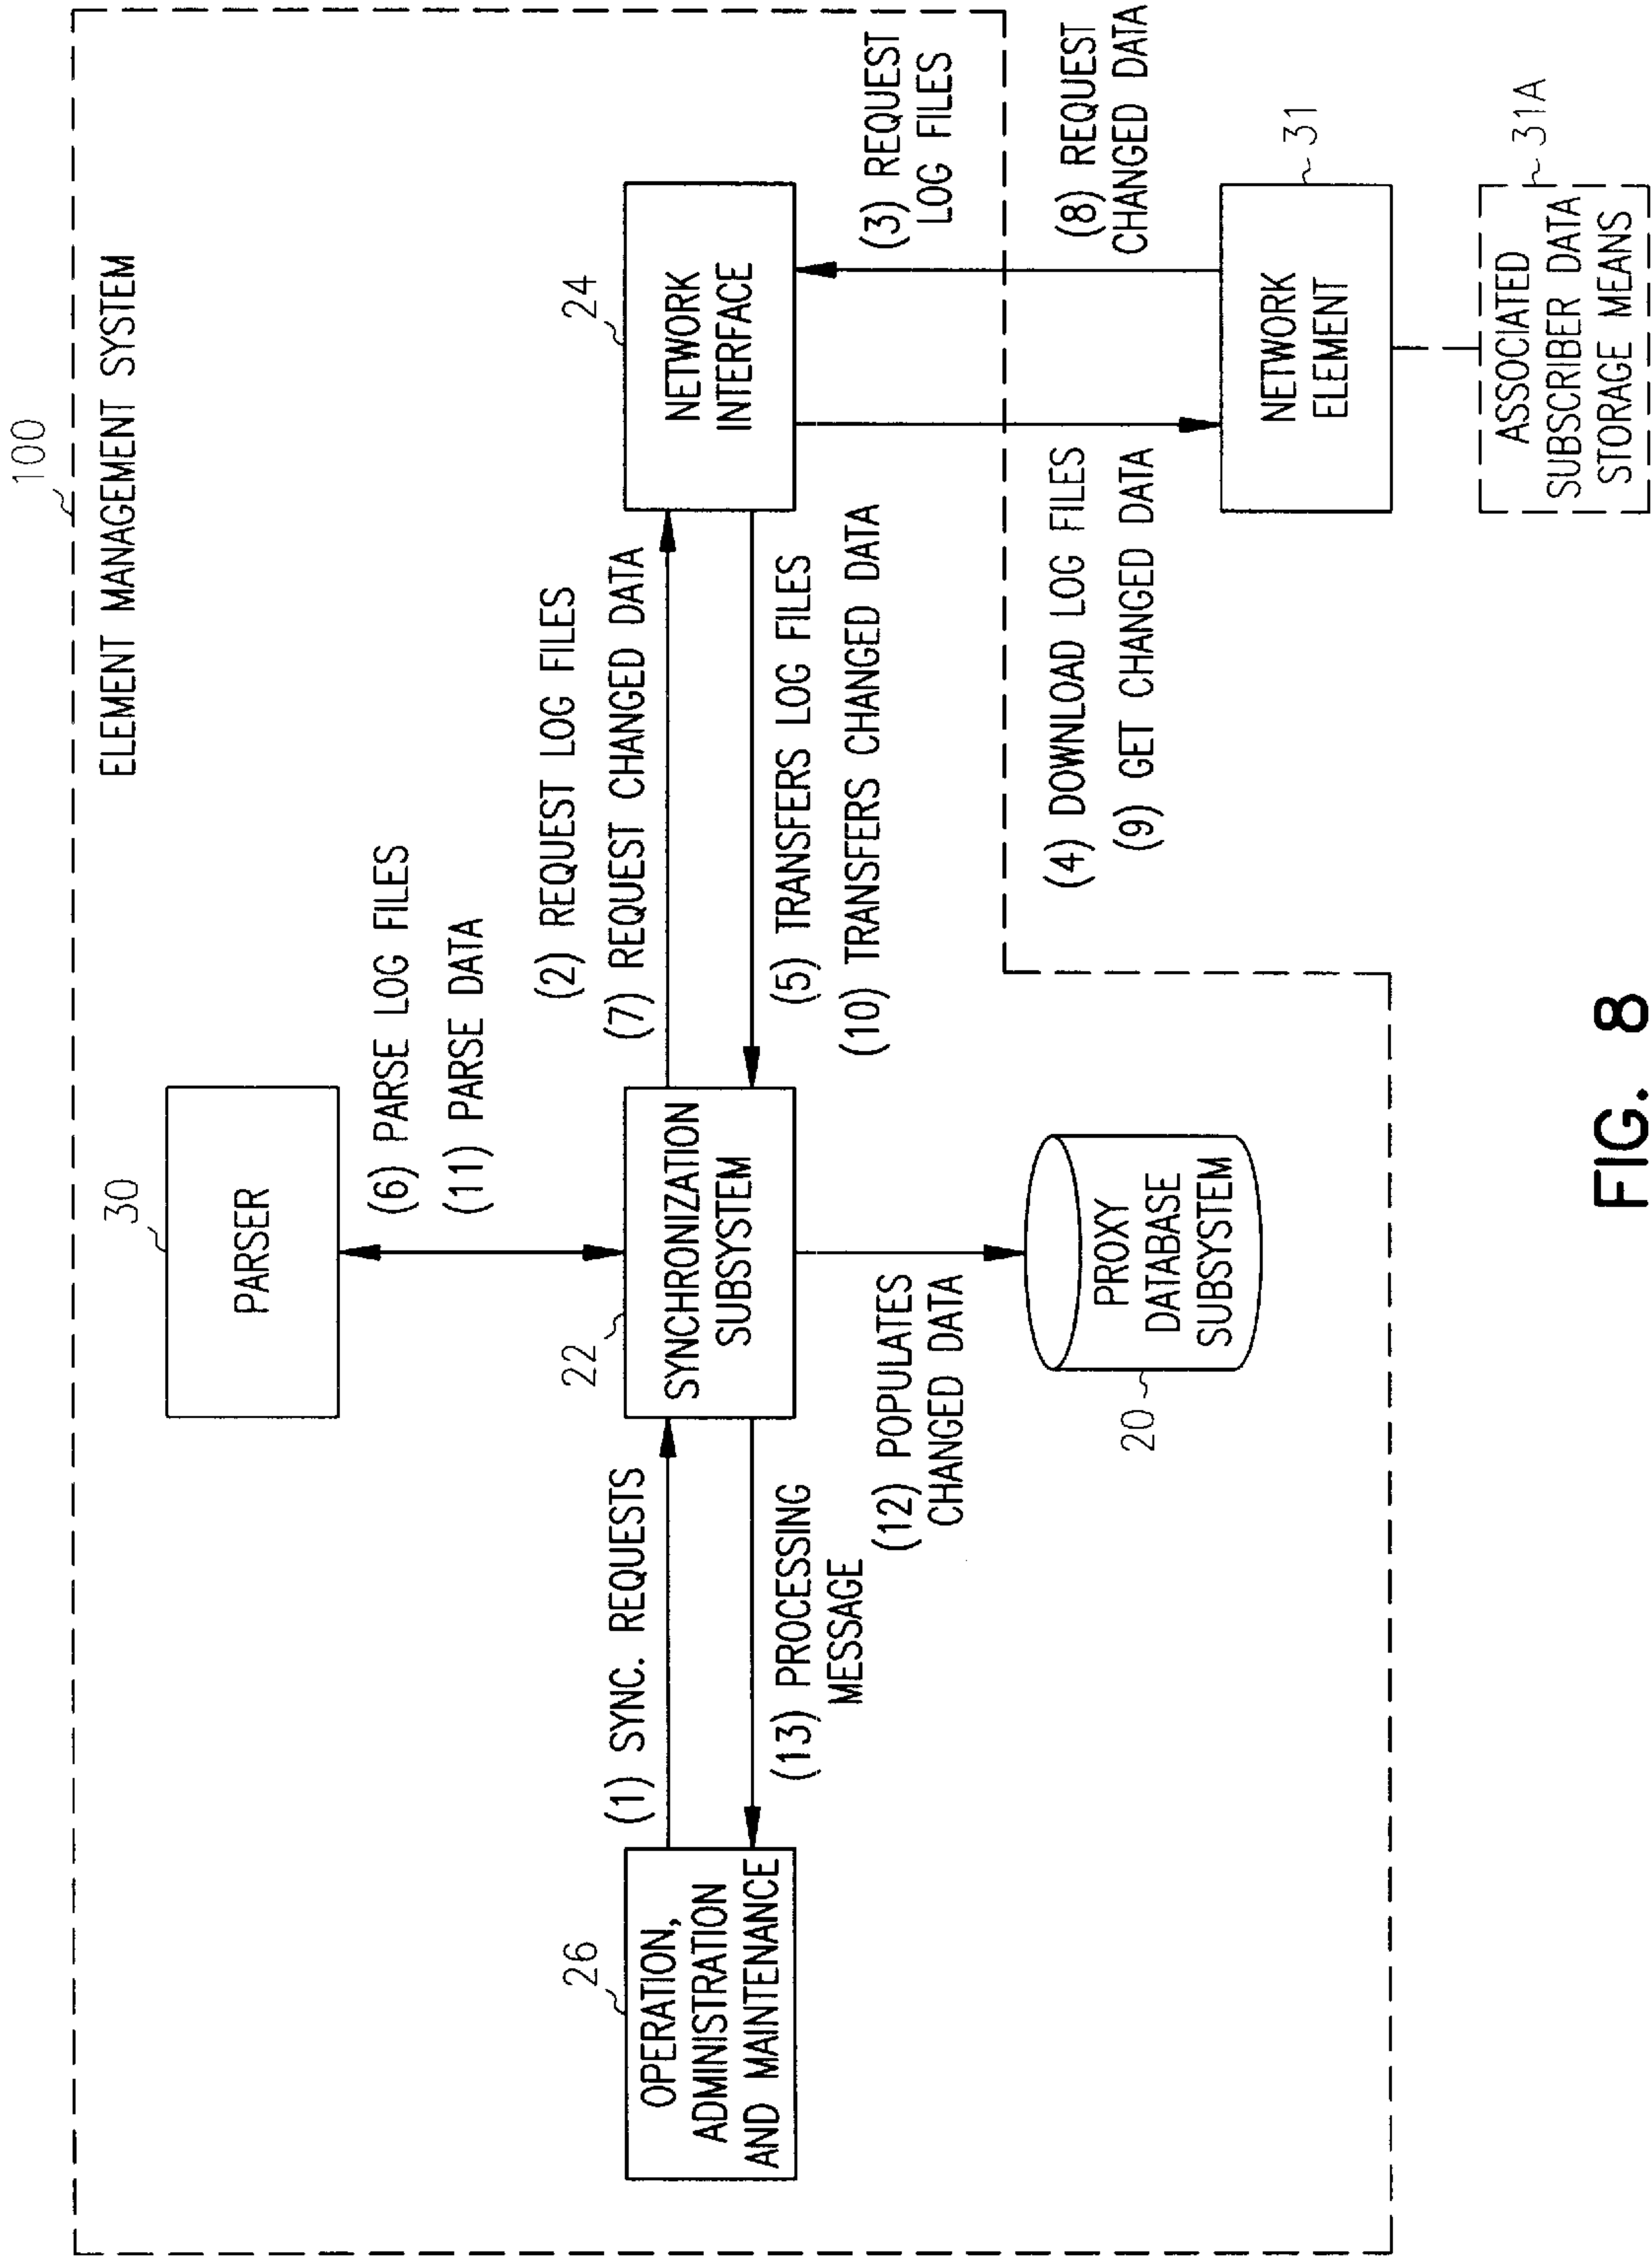 100
ELEMENT MANAGEMENT SYSTEM
30
PARSER
(6) PARSE LOG FILES
(11) PARSE DATA
26
OPERATION,
ADMINISTRATION
AND MAINTENANCE
(1) SYNC. REQUESTS
(13) PROCESSING
MESSAGE
22
SYNCHRONIZATION
SUBSYSTEM
(2) REQUEST LOG FILES
(7) REQUEST CHANGED DATA
(5) TRANSFERS LOG FILES
(10) TRANSFERS CHANGED DATA
24
NETWORK
INTERFACE
(3) REQUEST
LOG FILES
(8) REQUEST
CHANGED DATA
(4) DOWNLOAD LOG FILES
(9) GET CHANGED DATA
(12) POPULATES
CHANGED DATA
20
PROXY
DATABASE
SUBSYSTEM
31
NETWORK
ELEMENT
31A
ASSOCIATED
SUBSCRIBER DATA
STORAGE MEANS
FIG. 8